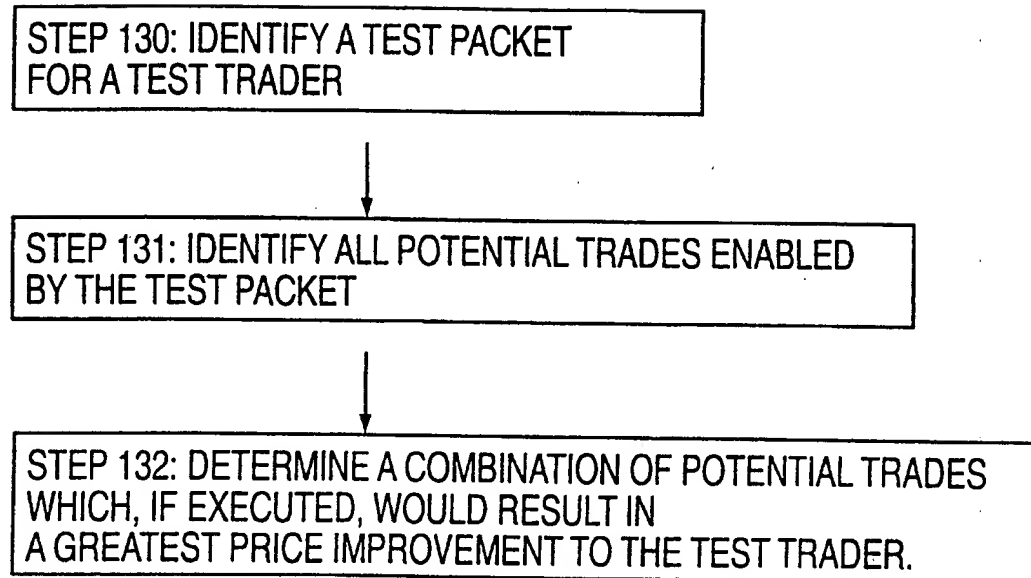 STEP 130: IDENTIFY A TEST PACKET
FOR A TEST TRADER
STEP 131: IDENTIFY ALL POTENTIAL TRADES ENABLED
BY THE TEST PACKET
STEP 132: DETERMINE A COMBINATION OF POTENTIAL TRADES
WHICH, IF EXECUTED, WOULD RESULT IN
A GREATEST PRICE IMPROVEMENT TO THE TEST TRADER.